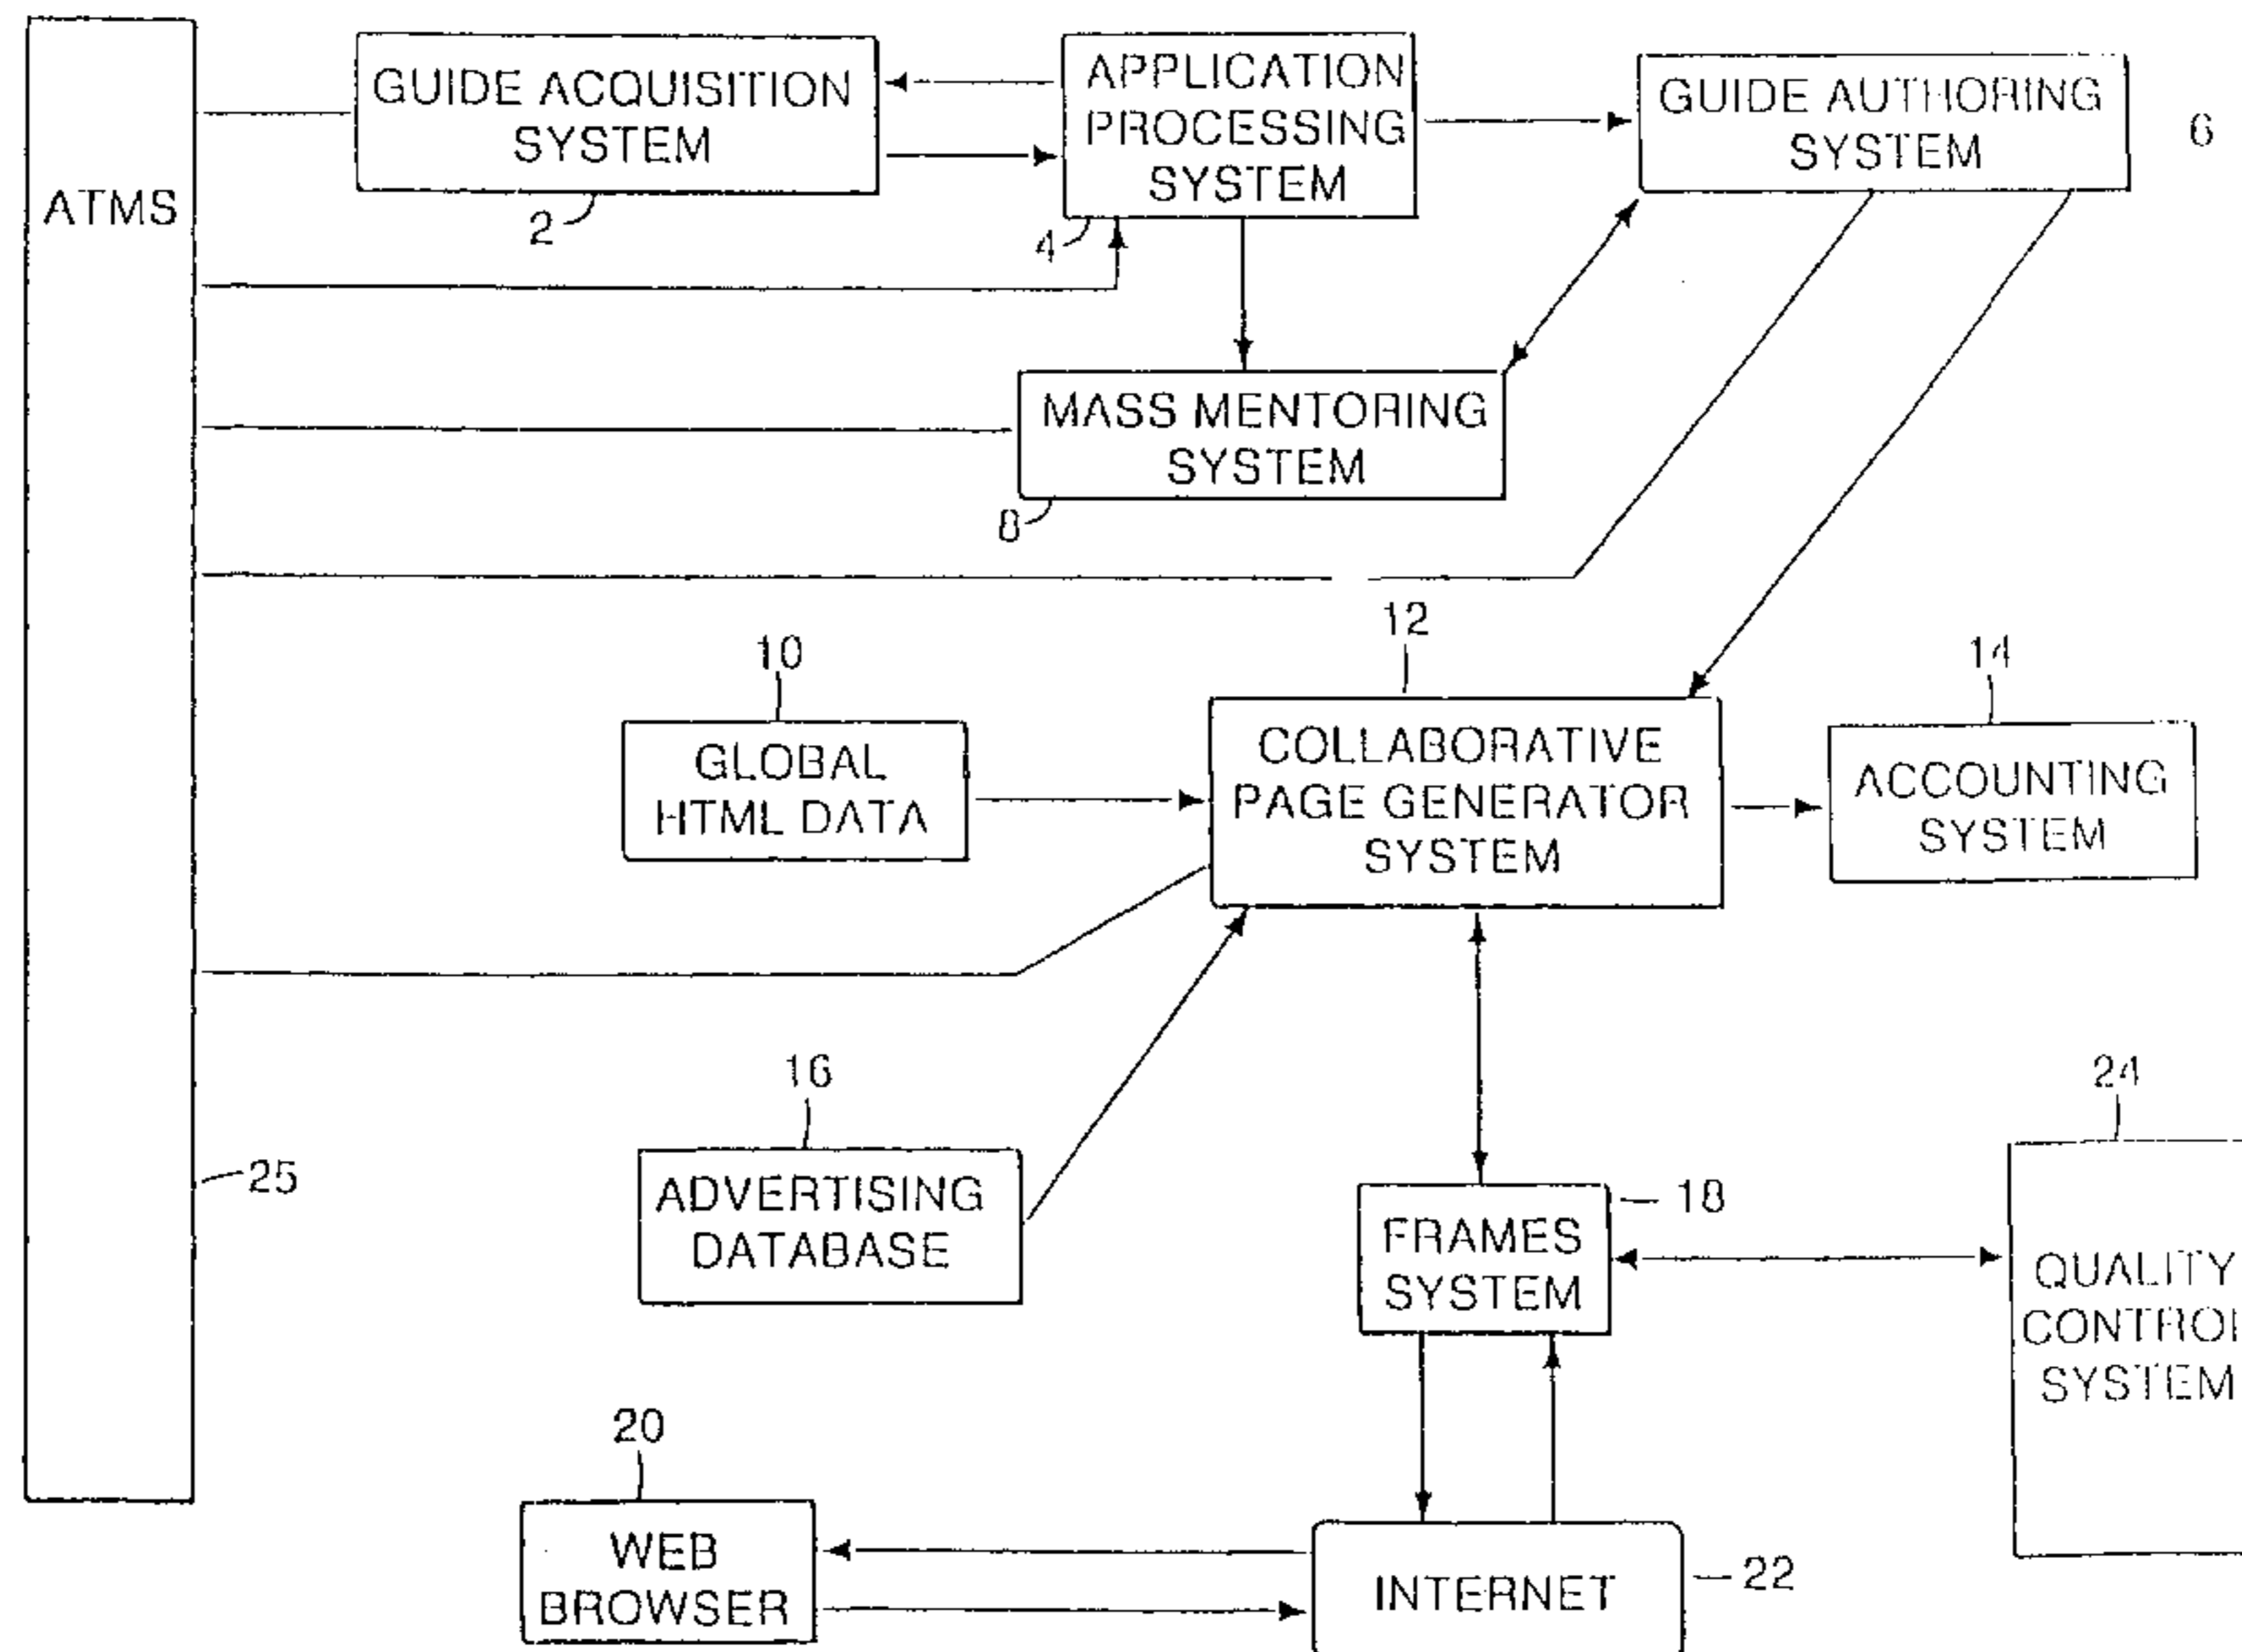 ATMS
GUIDE ACQUISITION
SYSTEM
2
APPLICATION
PROCESSING
SYSTEM
4
GUIDE AUTHORING
SYSTEM
6
MASS MENTORING
SYSTEM
8
10
GLOBAL
HTML DATA
12
COLLABORATIVE
PAGE GENERATOR
SYSTEM
14
ACCOUNTING
SYSTEM
16
ADVERTISING
DATABASE
25
18
FRAMES
SYSTEM
24
QUALITY
CONTROL
SYSTEM
20
WEB
BROWSER
INTERNET
22